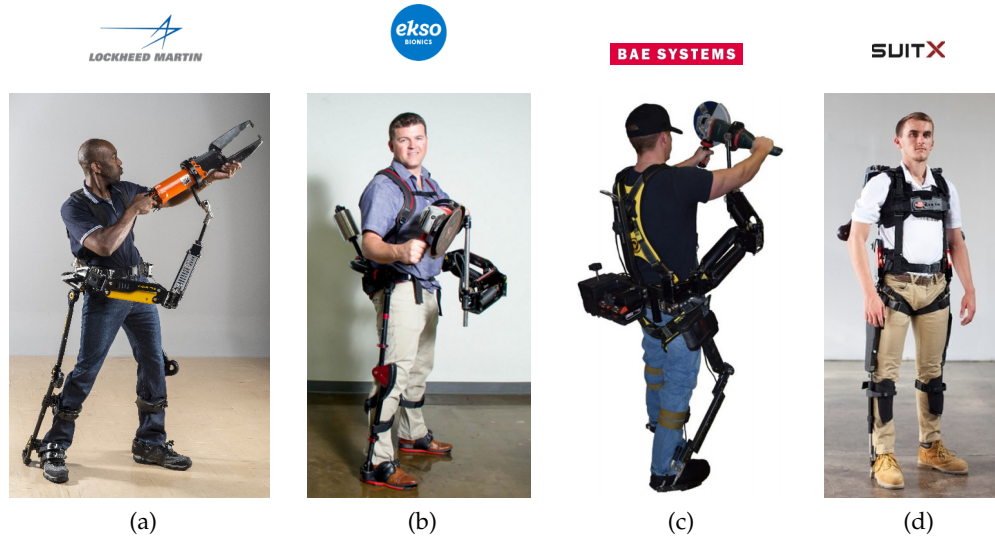 LOCKHEED MARTIN
ekso
BIONICS
BAE SYSTEMS
SUITX
(a)
(b)
(c)
(d)